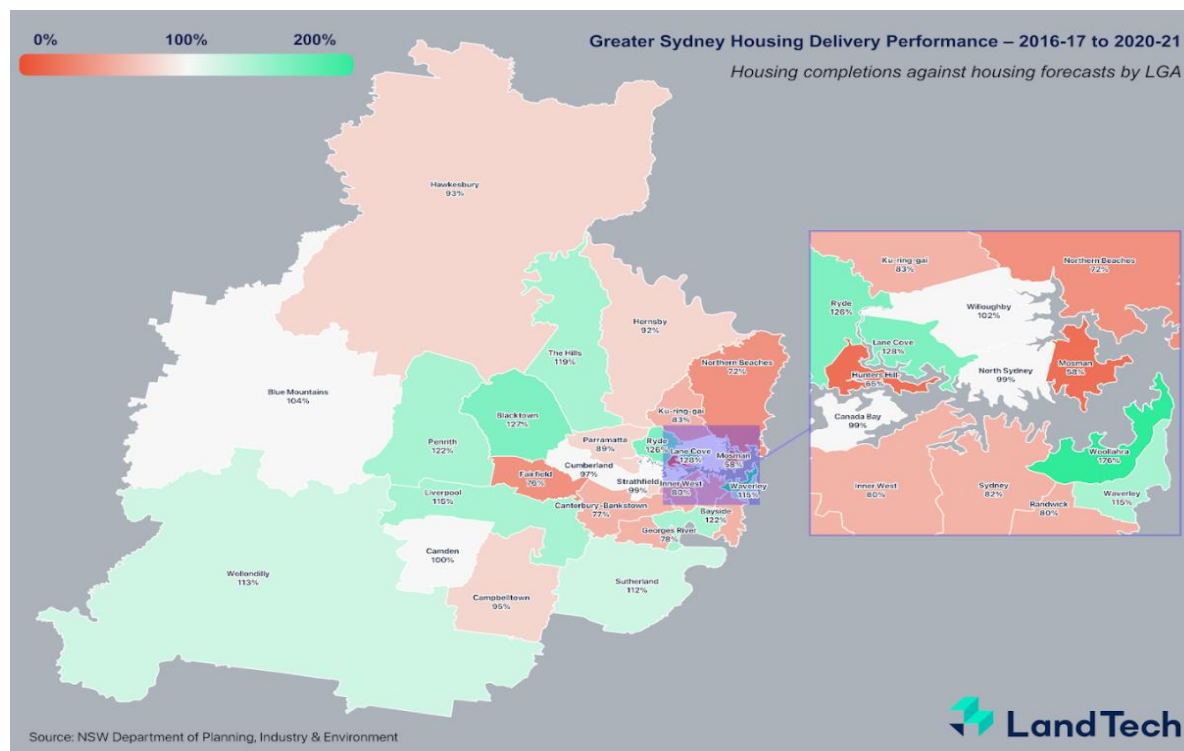 0%
100%
200%
Greater Sydney Housing Delivery Performance – 2016-17 to 2020-21
Housing completions against housing forecasts by LGA
Hawkesbury
93%
Hornsby
92%
The Hills
119%
Northern Beaches
72%
Blue Mountains
104%
Ku-ring-gai
83%
Blacktown
127%
Penrith
122%
Parramatta
89%
Ryde
126%
Lane Cove
128%
Mosman
58%
Cumberland
97%
Fairfield
76%
Strathfield
99%
Inner West
80%
Waverley
115%
Liverpool
115%
Canterbury-Bankstown
77%
Bayside
122%
Georges River
78%
Camden
100%
Wollondilly
113%
Sutherland
112%
Campbelltown
95%
Ku-ring-gai
83%
Northern Beaches
72%
Ryde
126%
Willoughby
102%
Lane Cove
128%
Mosman
58%
Hunters Hill
65%
North Sydney
99%
Canada Bay
99%
Woollahra
176%
Inner West
80%
Sydney
82%
Randwick
80%
Waverley
115%
Source: NSW Department of Planning, Industry & Environment
LandTech